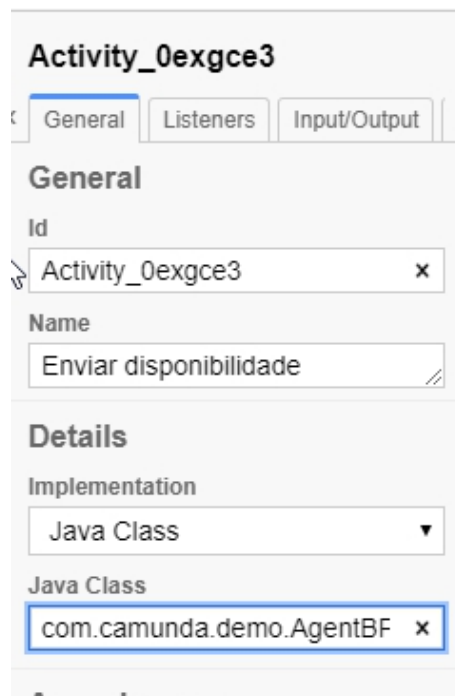 Activity_0exgce3
General Listeners Input/Output
General
Id
Activity_0exgce3
Name
Enviar disponibilidade
Details
Implementation
Java Class
Java Class
com.camunda.demo.AgentBF